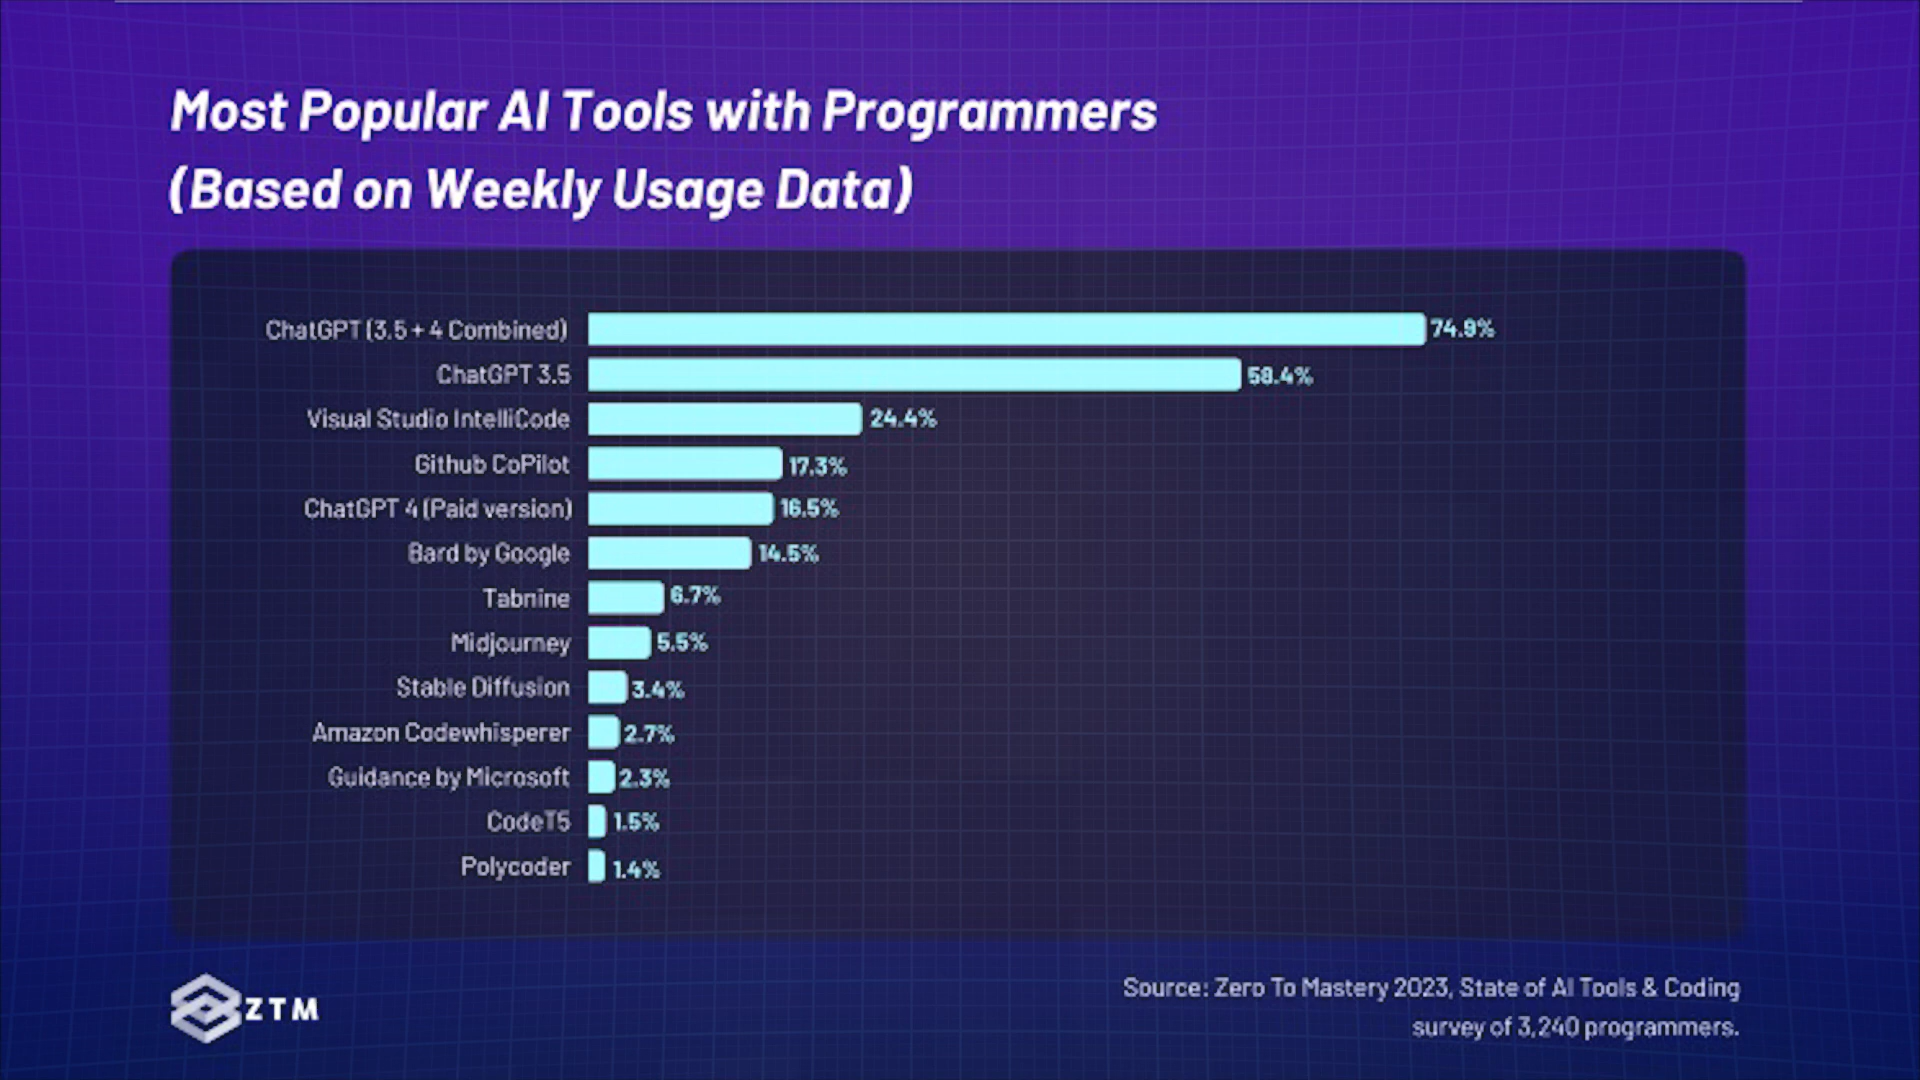 Most Popular AI Tools with Programmers
(Based on Weekly Usage Data)
ChatGPT (3.5 + 4 Combined) 74.9%
ChatGPT 3.5 58.4%
Visual Studio IntelliCode 24.4%
Github CoPilot 17.3%
ChatGPT 4 (Paid version) 16.5%
Bard by Google 14.5%
Tabnine 6.7%
Midjourney 5.5%
Stable Diffusion 3.4%
Amazon Codewhisperer 2.7%
Guidance by Microsoft 2.3%
CodeT5 1.5%
Polycoder 1.4%
ZTM
Source: Zero To Mastery 2023, State of AI Tools & Coding
survey of 3,240 programmers.